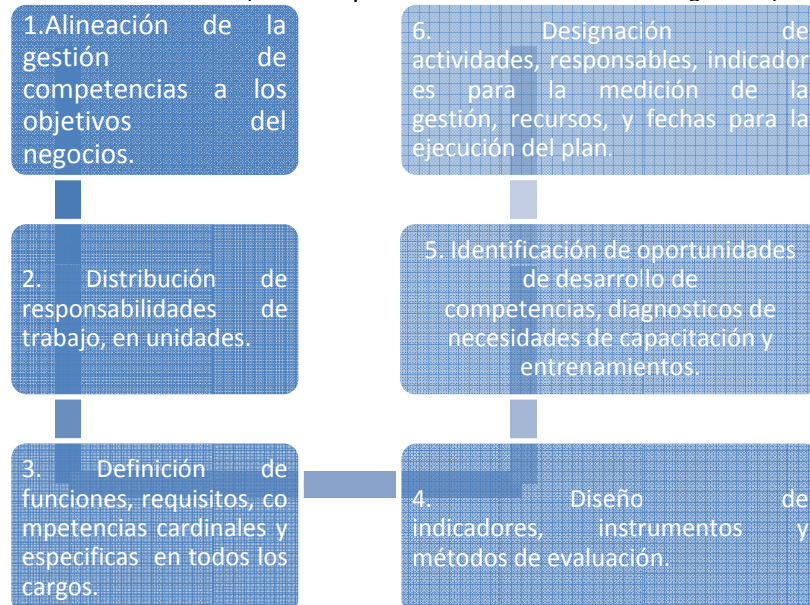 1.Alineación de la
gestión de
competencias a los
objetivos del
negocios.
2. Distribución de
responsabilidades de
trabajo, en unidades.
3. Definición de
funciones, requisitos, co
mpetencias cardinales y
especificas en todos los
cargos.
4. Diseño de
indicadores, instrumentos y
métodos de evaluación.
5. Identificación de oportunidades
de desarrollo de
competencias, diagnosticos de
necesidades de capacitación y
entrenamientos.
6. Designación de
actividades, responsables, indicador
es para la medición de la
gestión, recursos, y fechas para la
ejecución del plan.